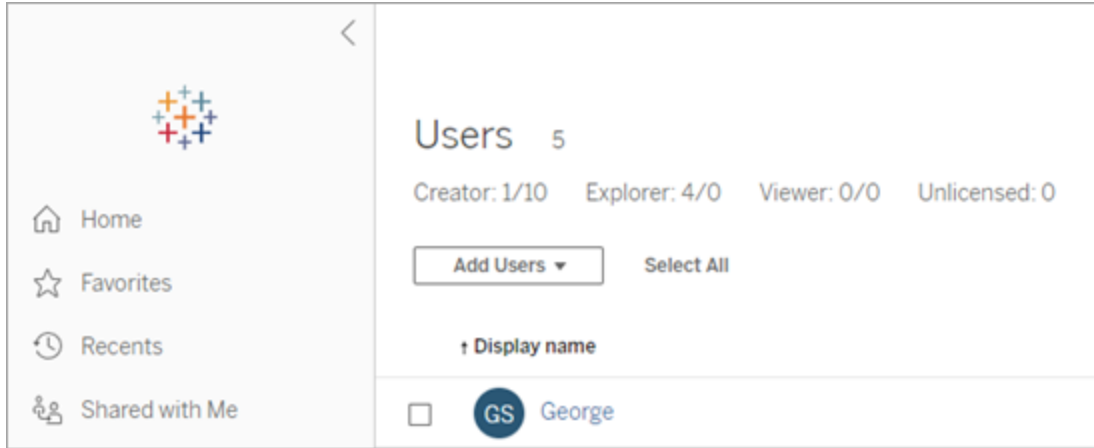 Users 5
Creator: 1/10 Explorer: 4/0 Viewer: 0/0 Unlicensed: 0
Home
Add Users Select All
Favorites
Recents
Display name
Shared with Me
GS George